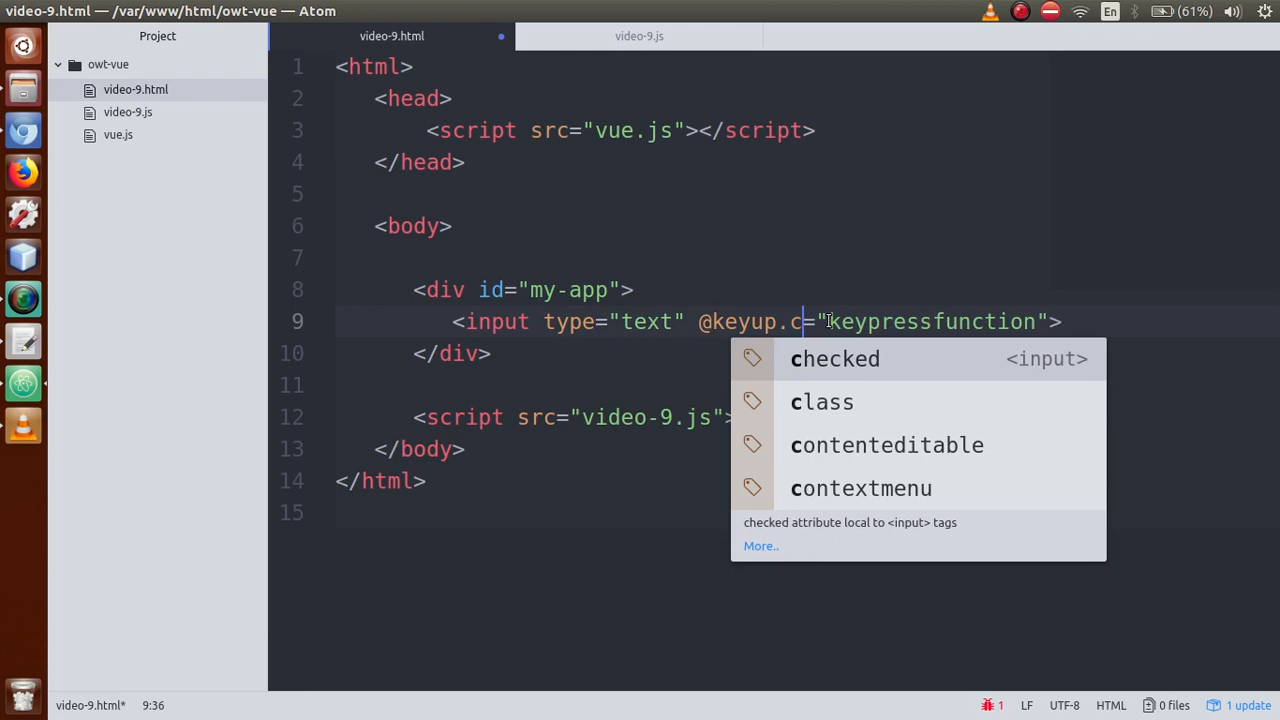 video-9.html — /var/www/html/owt-vue — Atom
En
(61%)
Project
owt-vue
video-9.html
video-9.js
vue.js
video-9.html
video-9.js
1 <html>
2 <head>
3 <script src="vue.js"></script>
4 </head>
5
6 <body>
7
8 <div id="my-app">
9 <input type="text" @keyup.c="keypressfunction">
10 </div>
11
12 <script src="video-9.js">
13 </body>
14 </html>
15
checked <input>
class
contenteditable
contextmenu
checked attribute local to <input> tags
More..
video-9.html* 9:36
1 LF UTF-8 HTML 0 files 1 update